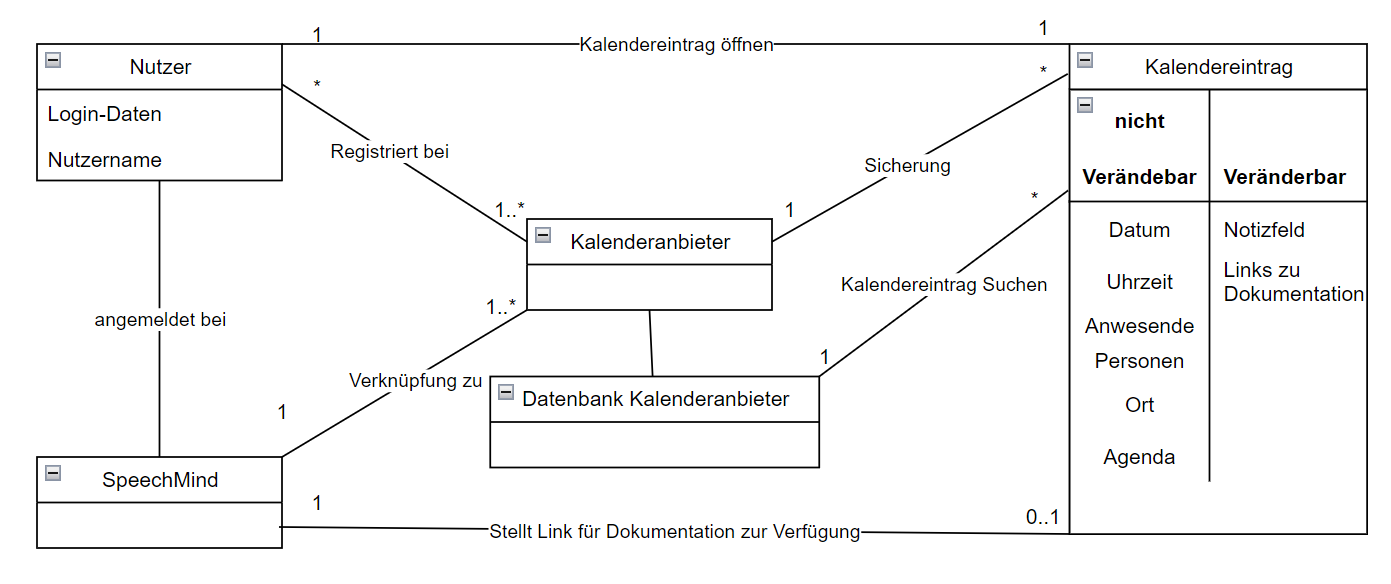 1
1
Kalendereintrag öffnen
Nutzer
Kalendereintrag
*
*
Login-Daten
nicht
Registriert bei
Nutzername
Sicherung
Verändebar
Veränderbar
*
1..*
1
Datum
Notizfeld
Kalenderanbieter
Links zu
Uhrzeit
Kalendereintrag Suchen
Dokumentation
1..*
angemeldet bei
Anwesende
1
Personen
Verknüpfung zu
Datenbank Kalenderanbieter
Ort
1
Agenda
SpeechMind
1
0..1
Stellt Link für Dokumentation zur Verfügung